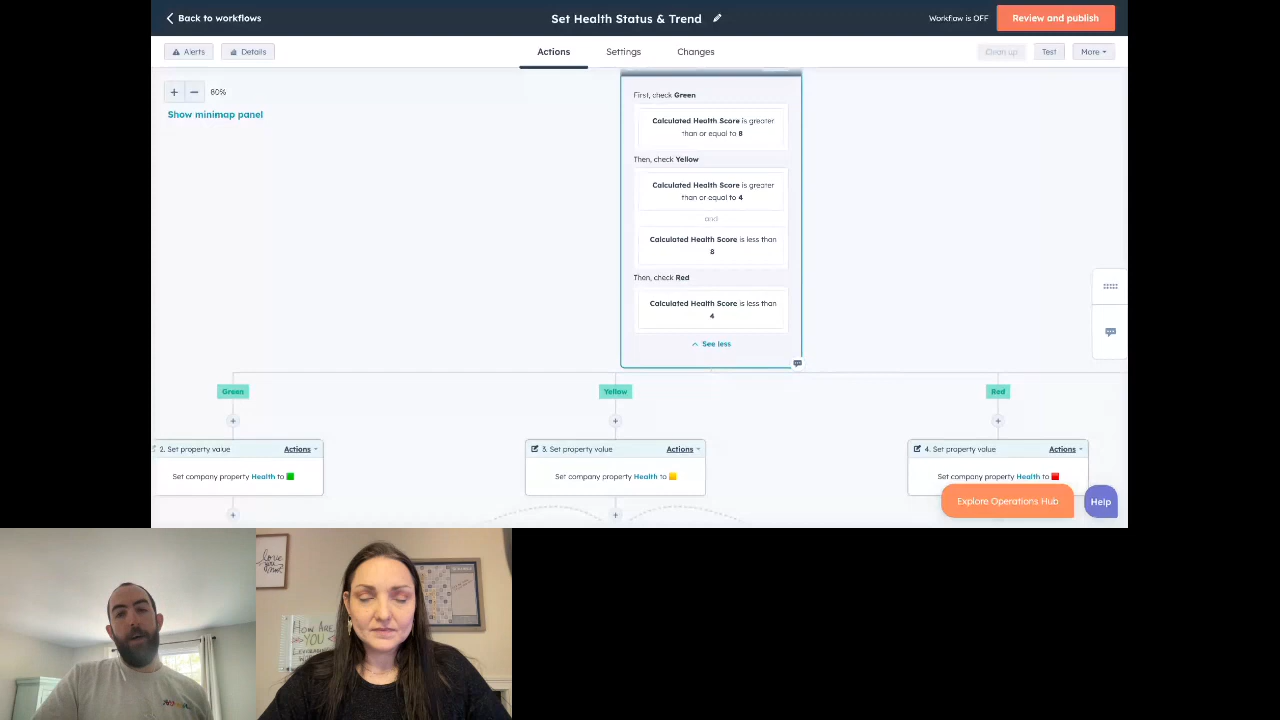 Back to workflows
Set Health Status & Trend
Workflow is OFF
Review and publish
Alerts
Details
Actions
Settings
Changes
Clean up
Test
More
+
−
80%
Show minimap panel
First, check Green
Calculated Health Score is greater
than or equal to 8
Then, check Yellow
Calculated Health Score is greater
than or equal to 4
and
Calculated Health Score is less than
8
Then, check Red
Calculated Health Score is less than
4
See less
Green
Yellow
Red
2. Set property value
Actions
Set company property Health to
3. Set property value
Actions
Set company property Health to
4. Set property value
Actions
Set company property Health to
Explore Operations Hub
Help
love
you
HOW ARE
YOU